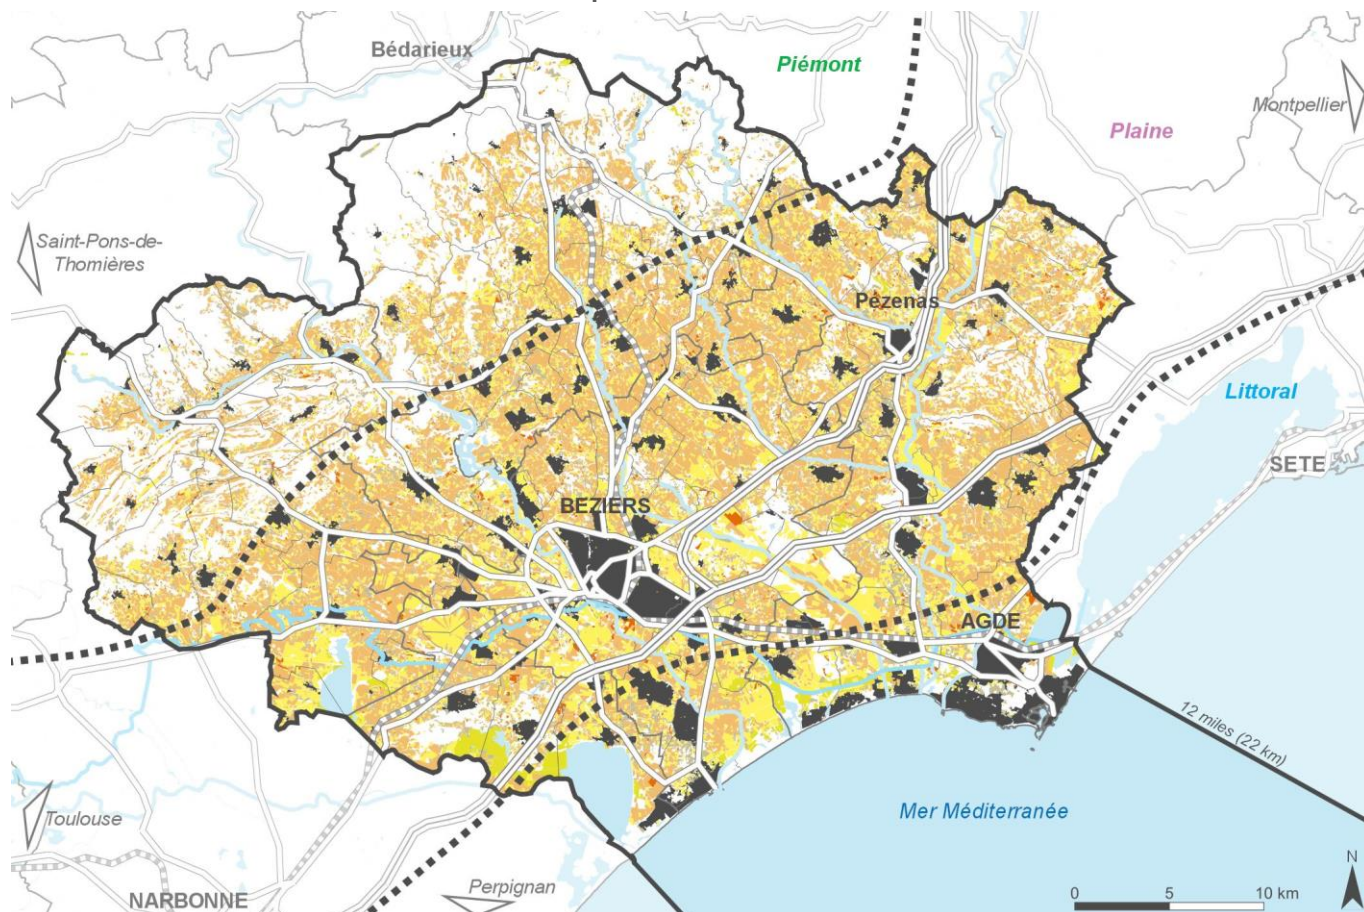 Bédarieux
Piémont
Montpellier
Plaine
Saint-Pons-de-
Thomières
Pézenas
Littoral
SETE
BEZIERS
AGDE
12 miles (22 km)
Mer Méditerranée
Toulouse
Perpignan
NARBONNE
N
0 5 10 km